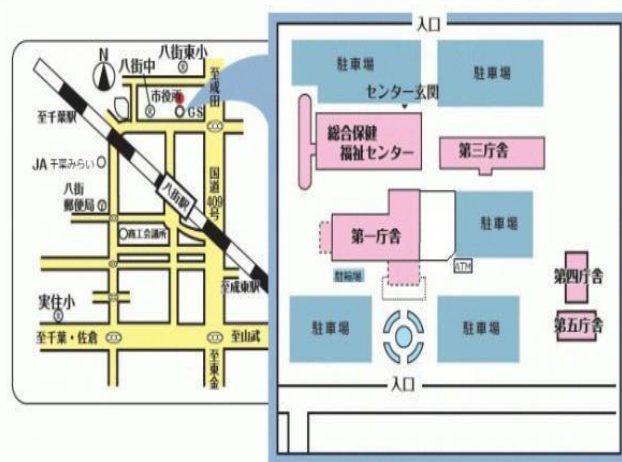 N
八街東小
八街中
至成田
市役所
GS
至千葉駅
JA 千葉みらい
八街
郵便局
八街駅
国道
409
号
商工会議所
至成東駅
実住小
至千葉・佐倉
至山武
至東金
入口
駐車場
駐車場
センター玄関
総合保健
福祉センター
第三庁舎
第一庁舎
駐車場
ATM
駐輪場
第四庁舎
第五庁舎
駐車場
駐車場
入口